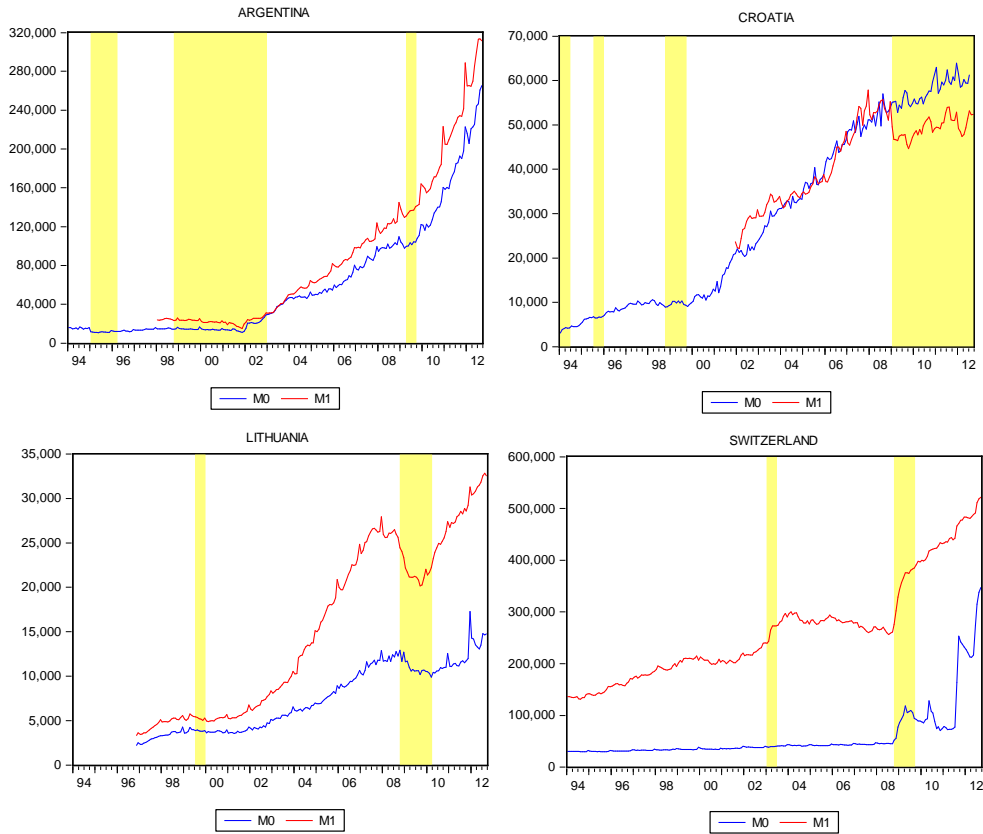 ARGENTINA
320,000
280,000
240,000
200,000
160,000
120,000
80,000
40,000
0
94 96 98 00 02 04 06 08 10 12
M0 M1
CROATIA
70,000
60,000
50,000
40,000
30,000
20,000
10,000
0
94 96 98 00 02 04 06 08 10 12
M0 M1
LITHUANIA
35,000
30,000
25,000
20,000
15,000
10,000
5,000
0
94 96 98 00 02 04 06 08 10 12
M0 M1
SWITZERLAND
600,000
500,000
400,000
300,000
200,000
100,000
0
94 96 98 00 02 04 06 08 10 12
M0 M1